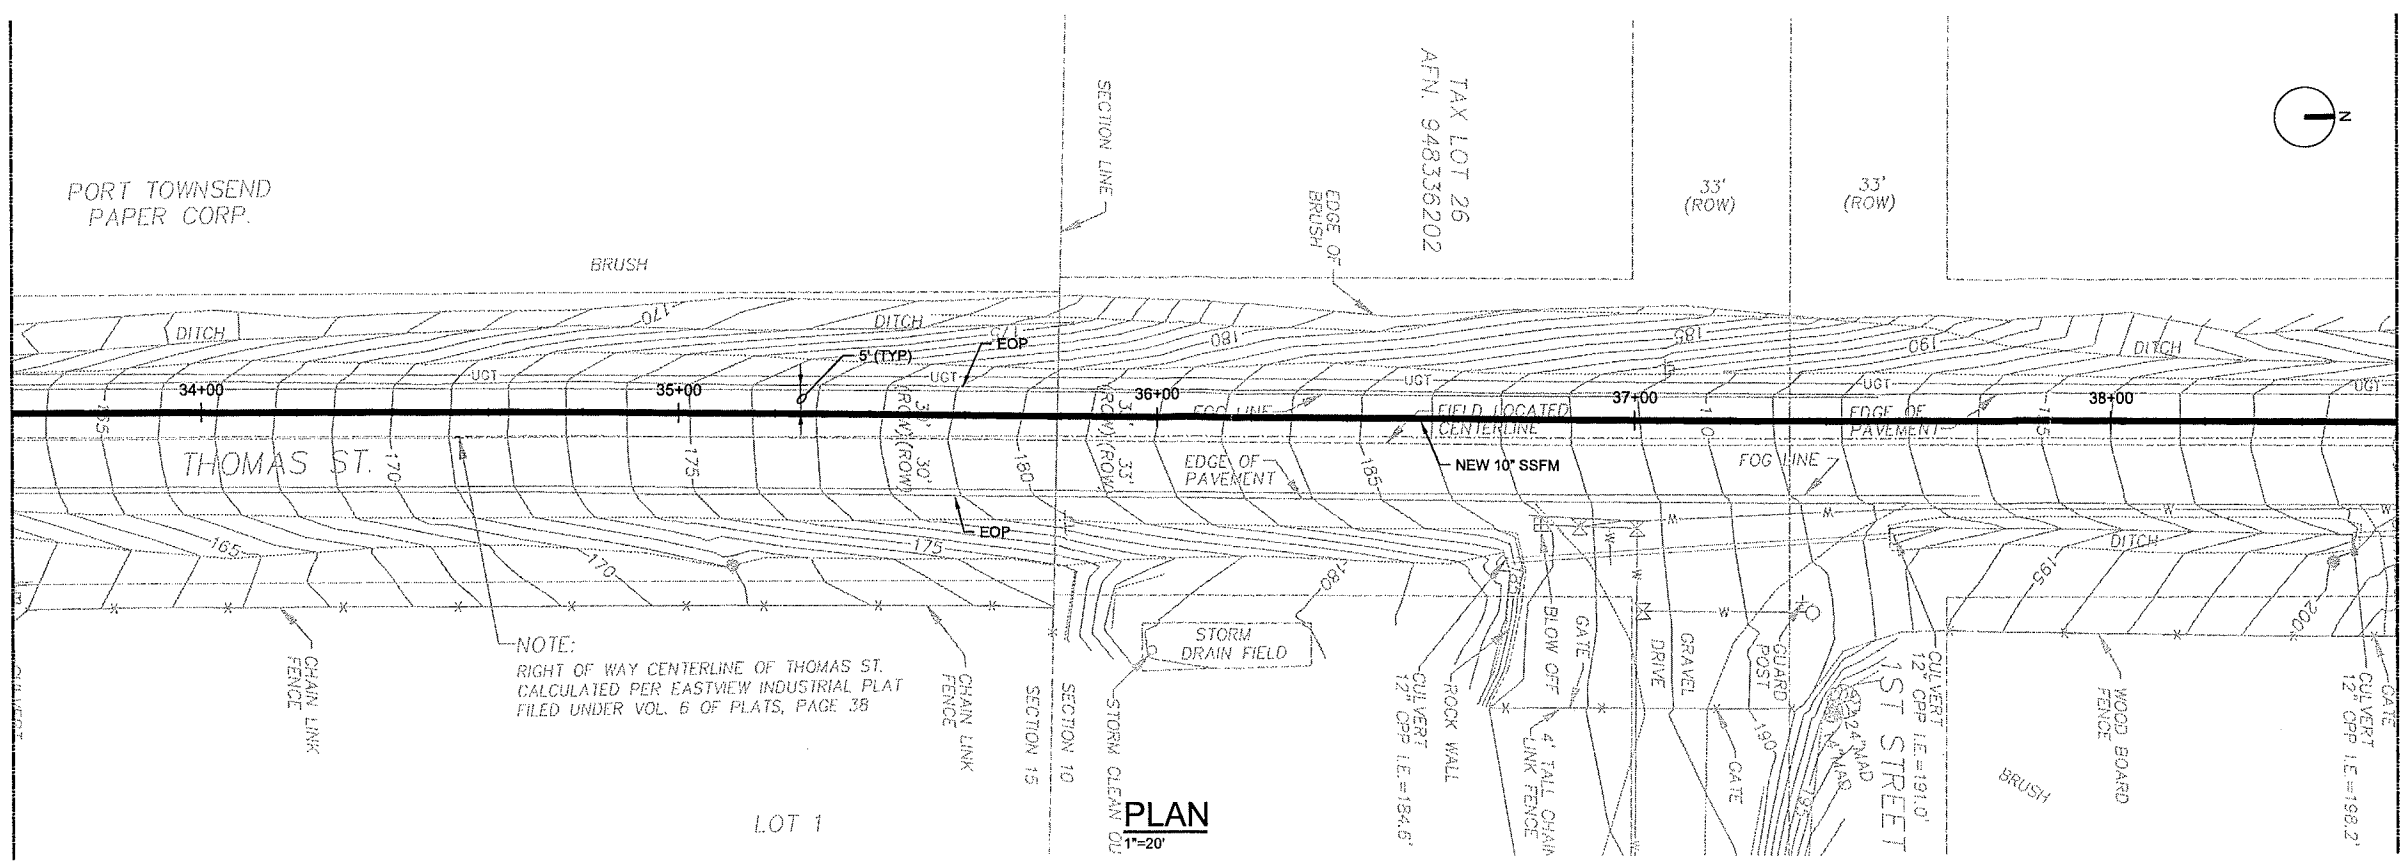 PORT TOWNSEND
PAPER CORP.
BRUSH
SECTION LINE
TAX LOT 26
AFN. 948336202
EDGE OF
BRUSH
33'
(ROW)
33'
(ROW)
N
DITCH
170
DITCH
175
180
185
190
DITCH
EOP
5' (TYP)
UGT
UGT
UGT
UGT
UGT
34+00
35+00
36+00
37+00
38+00
FOG LINE
FIELD LOCATED
CENTERLINE
EDGE OF
PAVEMENT
THOMAS ST.
170
175
30'
(ROW)
30'
(ROW)
180
33'
(ROW)
185
EDGE OF
PAVEMENT
NEW 10" SSFM
FOG LINE
EOP
165
170
175
180
W
W
W
W
W
W
W
DITCH
195
200
NOTE:
RIGHT OF WAY CENTERLINE OF THOMAS ST.
CALCULATED PER EASTVIEW INDUSTRIAL PLAT
FILED UNDER VOL. 6 OF PLATS, PAGE 38
CHAIN LINK
FENCE
CHAIN LINK
FENCE
SECTION 15
SECTION 10
STORM
DRAIN FIELD
STORM CLEAN OU
CULVERT
12" CPP I.E.=184.6'
ROCK WALL
BLOW OFF
GATE
4' TALL CHAIN
LINK FENCE
GRAVEL
DRIVE
GUARD
POST
GATE
190
195
24" MAD
14" MAD
1ST STREET
CULVERT
12" CPP I.E.=191.0'
WOOD BOARD
FENCE
BRUSH
GATE
CULVERT
12" CPP I.E.=198.2'
LOT 1
PLAN
1"=20'